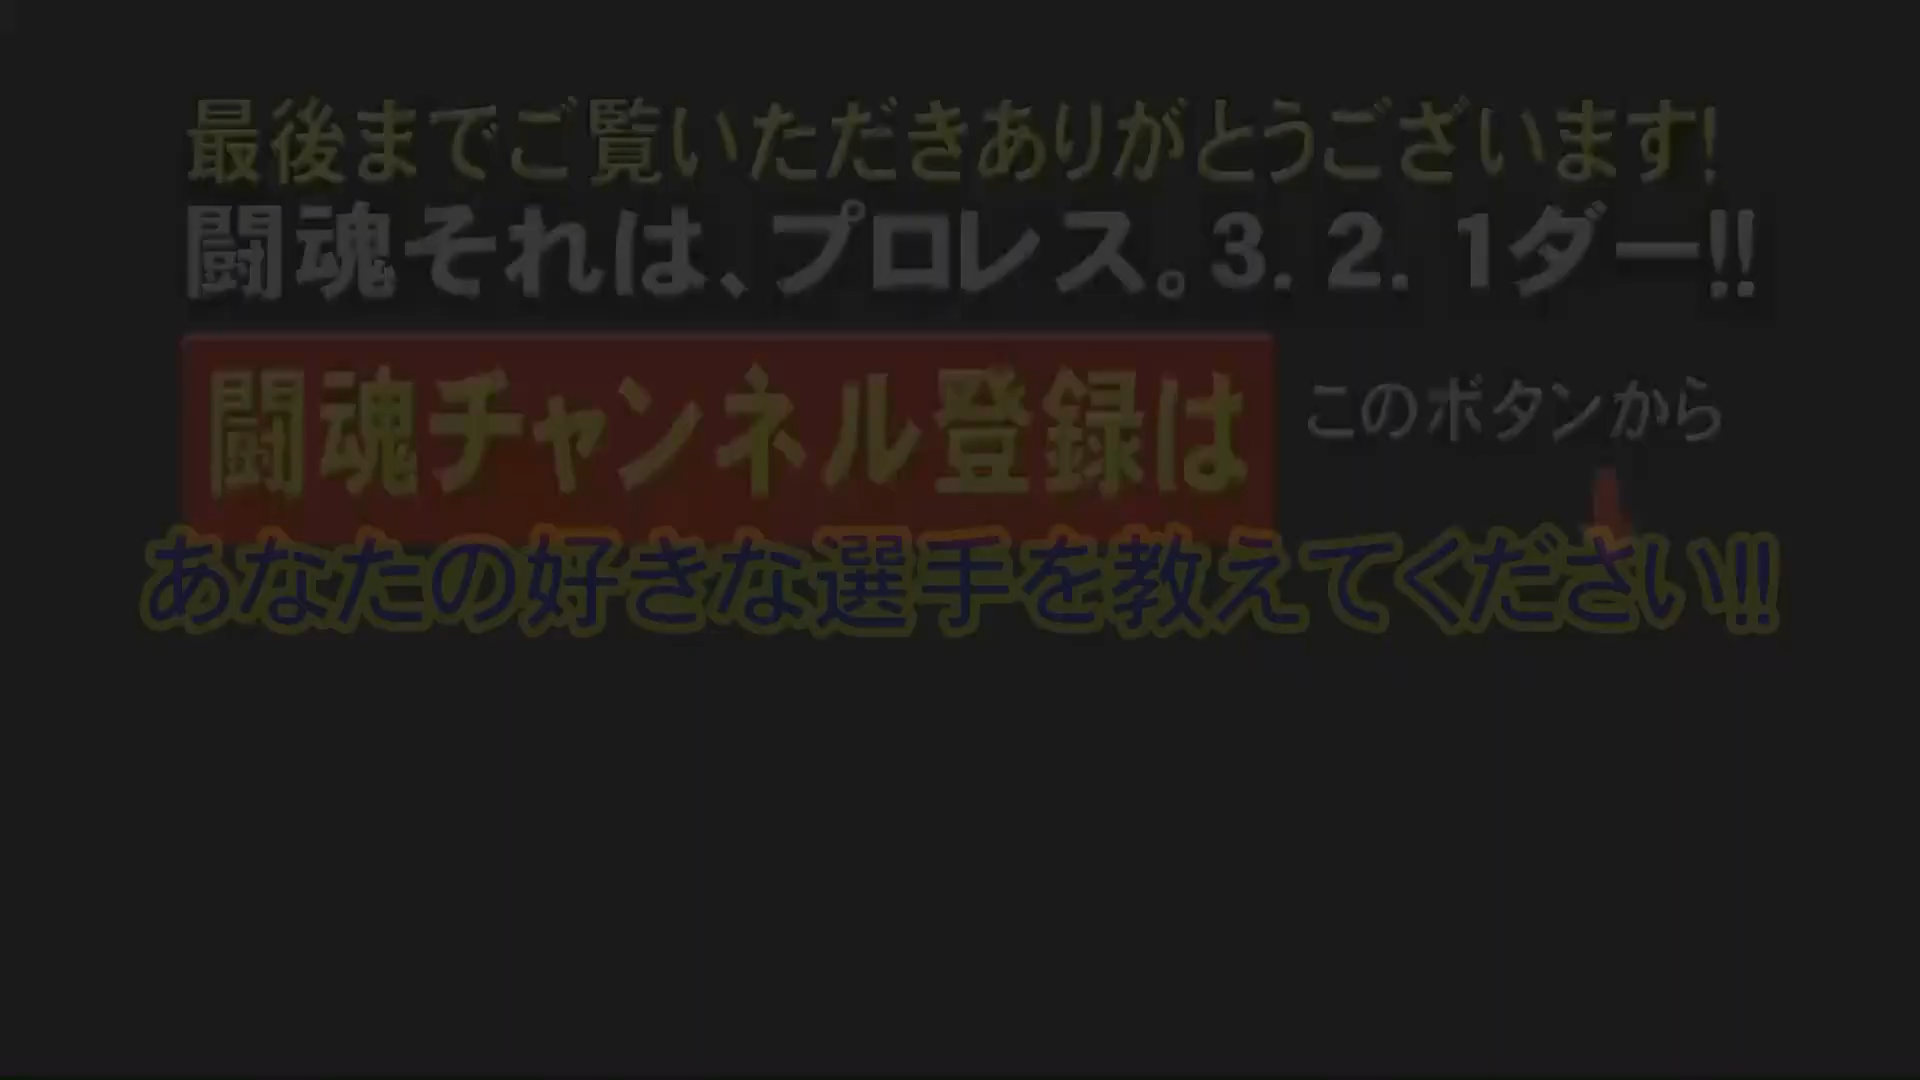 最後までご覧いただきありがとうございます!
闘魂それは、プロレス。3. 2. 1ダー!!
闘魂チャンネル登録は
このボタンから
あなたの好きな選手を教えてください!!